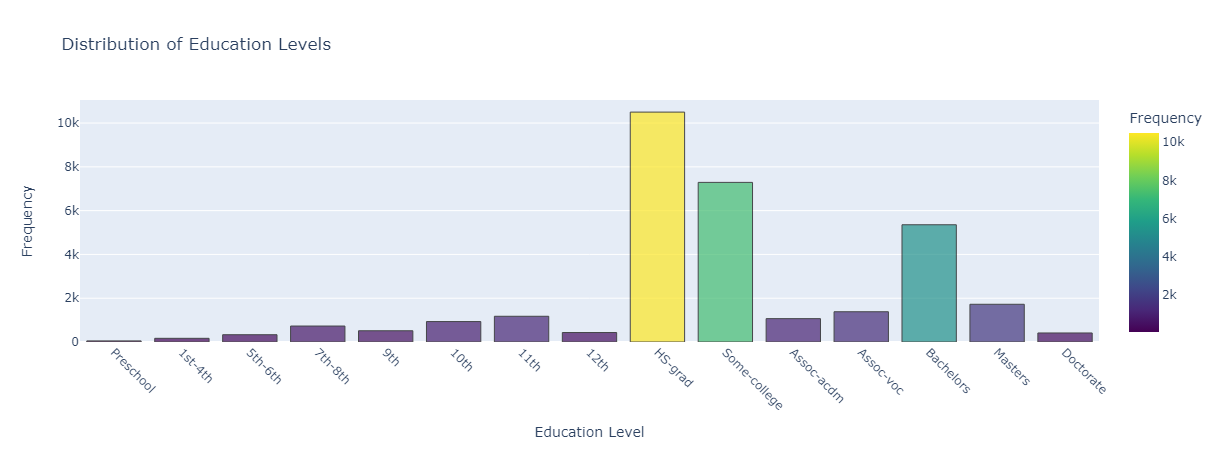 Distribution of Education Levels
Frequency
10k
8k
6k
4k
2k
0
Preschool
1st-4th
5th-6th
7th-8th
9th
10th
11th
12th
HS-grad
Some-college
Assoc-acdm
Assoc-voc
Bachelors
Masters
Doctorate
Education Level
Frequency
10k
8k
6k
4k
2k